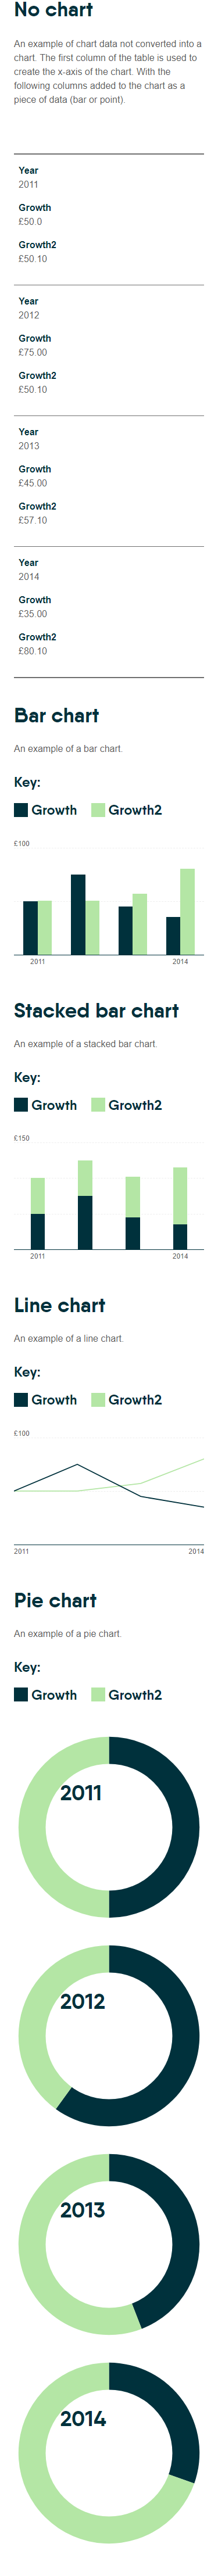 No chart
An example of chart data not converted into a
chart. The first column of the table is used to
create the x-axis of the chart. With the
following columns added to the chart as a
piece of data (bar or point).
Year
2011
Growth
£50.0
Growth2
£50.10
Year
2012
Growth
£75.00
Growth2
£50.10
Year
2013
Growth
£45.00
Growth2
£57.10
Year
2014
Growth
£35.00
Growth2
£80.10
Bar chart
An example of a bar chart.
Key:
Growth Growth2
£100
2011 2014
Stacked bar chart
An example of a stacked bar chart.
Key:
Growth Growth2
£150
2011 2014
Line chart
An example of a line chart.
Key:
Growth Growth2
£100
2011 2014
Pie chart
An example of a pie chart.
Key:
Growth Growth2
2011
2012
2013
2014